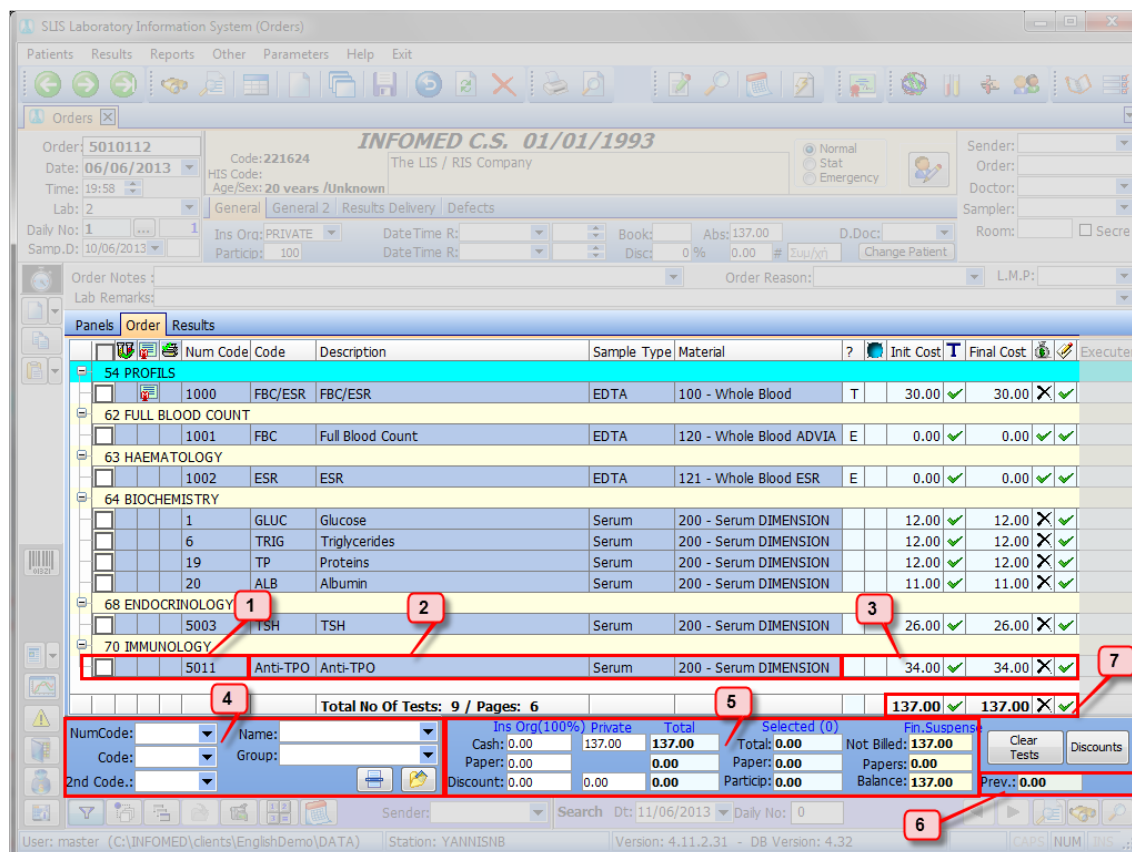 SLIS Laboratory Information System (Orders)
Patients Results Reports Other Parameters Help Exit
Orders
Order: 5010112
Date: 06/06/2013
Time: 19:58
Lab: 2
Daily No: 1 ... 1
Samp.D: 10/06/2013
INFOMED C.S. 01/01/1993
Code: 221624 The LIS / RIS Company
HIS Code:
Age/Sex: 20 years /Unknown
Normal
Stat
Emergency
Sender:
Order:
Doctor:
Sampler:
Room: Secre
General General 2 Results Delivery Defects
Ins Org: PRIVATE DateTime R: Book: Abs: 137.00 D.Doc:
Particip: 100 DateTime R: Disc: 0 % 0.00 # Συμ/χή Change Patient
Order Notes : Order Reason: L.M.P:
Lab Remarks:
Panels Order Results
Num Code Code Description Sample Type Material ? Init Cost T Final Cost Execute
54 PROFILS
1000 FBC/ESR FBC/ESR EDTA 100 - Whole Blood T 30.00 30.00
62 FULL BLOOD COUNT
1001 FBC Full Blood Count EDTA 120 - Whole Blood ADVIA E 0.00 0.00
63 HAEMATOLOGY
1002 ESR ESR EDTA 121 - Whole Blood ESR E 0.00 0.00
64 BIOCHEMISTRY
1 GLUC Glucose Serum 200 - Serum DIMENSION 12.00 12.00
6 TRIG Triglycerides Serum 200 - Serum DIMENSION 12.00 12.00
19 TP Proteins Serum 200 - Serum DIMENSION 12.00 12.00
20 ALB Albumin Serum 200 - Serum DIMENSION 11.00 11.00
68 ENDOCRINOLOGY 1 2 3
5003 TSH TSH Serum 200 - Serum DIMENSION 26.00 26.00
70 IMMUNOLOGY 7
5011 Anti-TPO Anti-TPO Serum 200 - Serum DIMENSION 34.00 34.00
4 5
Total No Of Tests: 9 / Pages: 6 137.00 137.00
NumCode: Name:
Code: Group:
2nd Code.:
Ins Org(100%) Private Total Selected (0) Fin.Suspense
Cash: 0.00 137.00 137.00 Total: 0.00 Not Billed: 137.00
Paper: 0.00 0.00 Paper: 0.00 Papers: 0.00
Discount: 0.00 0.00 0.00 Particip: 0.00 Balance: 137.00
Clear Tests Discounts
Prev.: 0.00
6
Sender: Search Dt: 11/06/2013 Daily No: 0
User: master (C:\INFOMED\clients\EnglishDemo\DATA) Station: YANNISNB Version: 4.11.2.31 - DB Version: 4.32 CAPS NUM INS